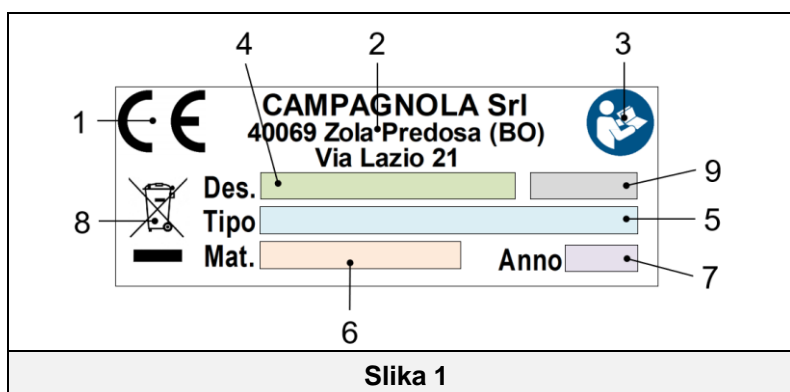 4 2 3
1 CE CAMPAGNOLA Srl
40069 Zola Predosa (BO)
Via Lazio 21
Des. 9
8 Tipo 5
Mat. Anno 7
6
Slika 1